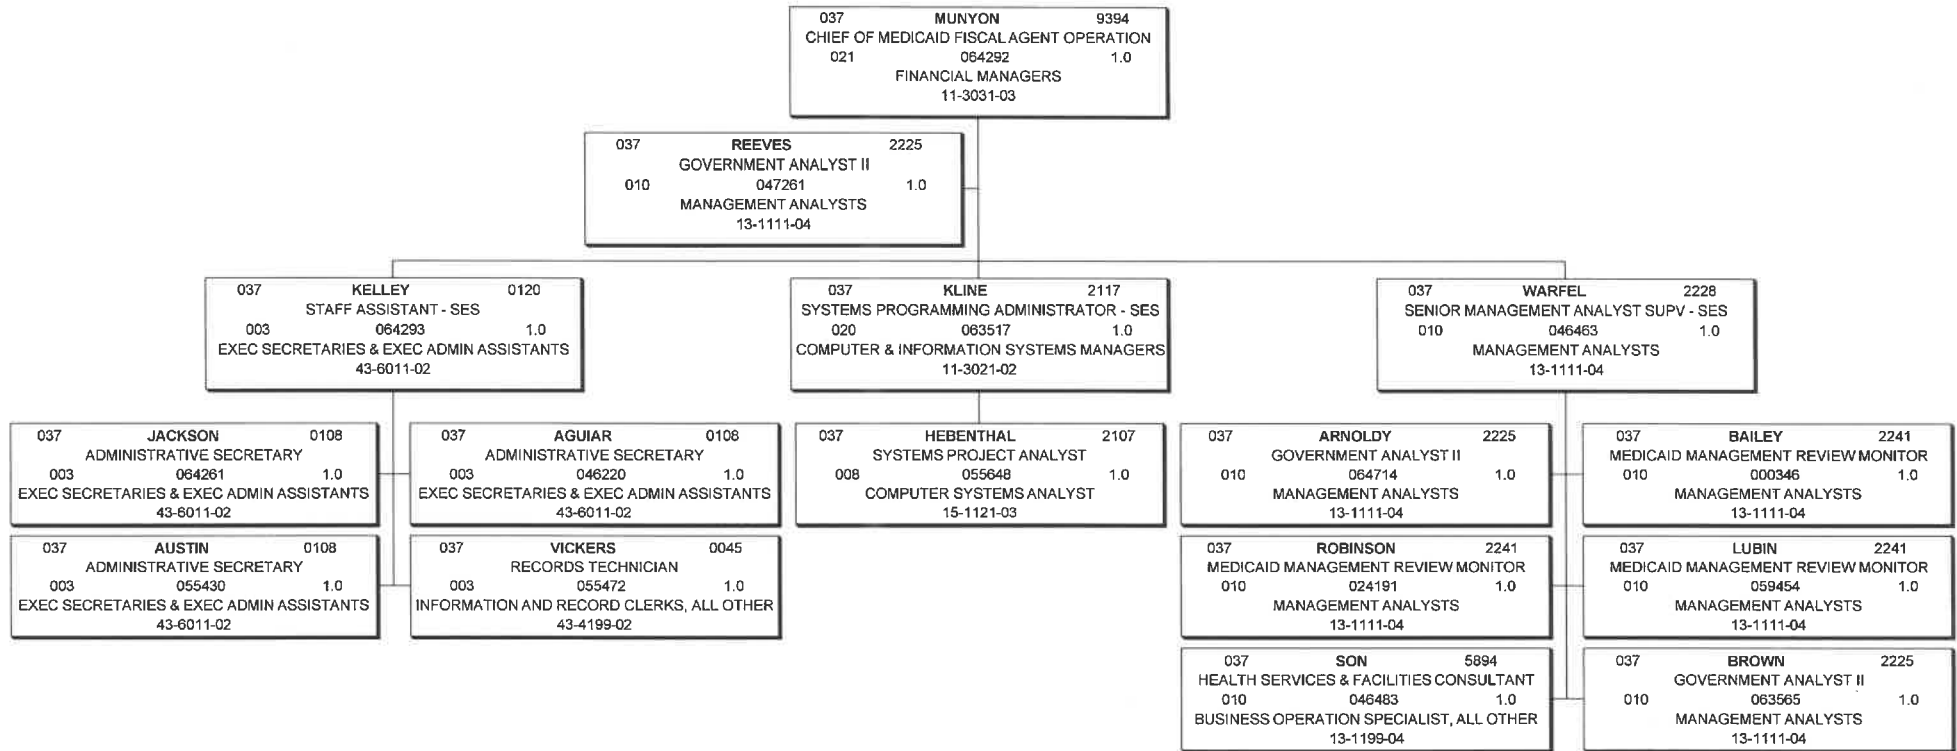 037 MUNYON 9394
CHIEF OF MEDICAID FISCAL AGENT OPERATION
021 064292 1.0
FINANCIAL MANAGERS
11-3031-03
037 REEVES 2225
GOVERNMENT ANALYST II
010 047261 1.0
MANAGEMENT ANALYSTS
13-1111-04
037 KELLEY 0120
STAFF ASSISTANT - SES
003 064293 1.0
EXEC SECRETARIES & EXEC ADMIN ASSISTANTS
43-6011-02
037 KLINE 2117
SYSTEMS PROGRAMMING ADMINISTRATOR - SES
020 063517 1.0
COMPUTER & INFORMATION SYSTEMS MANAGERS
11-3021-02
037 WARFEL 2228
SENIOR MANAGEMENT ANALYST SUPV - SES
010 046463 1.0
MANAGEMENT ANALYSTS
13-1111-04
037 JACKSON 0108
ADMINISTRATIVE SECRETARY
003 064261 1.0
EXEC SECRETARIES & EXEC ADMIN ASSISTANTS
43-6011-02
037 AGUIAR 0108
ADMINISTRATIVE SECRETARY
003 046220 1.0
EXEC SECRETARIES & EXEC ADMIN ASSISTANTS
43-6011-02
037 HEBENTHAL 2107
SYSTEMS PROJECT ANALYST
008 055648 1.0
COMPUTER SYSTEMS ANALYST
15-1121-03
037 ARNOLDY 2225
GOVERNMENT ANALYST II
010 064714 1.0
MANAGEMENT ANALYSTS
13-1111-04
037 BAILEY 2241
MEDICAID MANAGEMENT REVIEW MONITOR
010 000346 1.0
MANAGEMENT ANALYSTS
13-1111-04
037 AUSTIN 0108
ADMINISTRATIVE SECRETARY
003 055430 1.0
EXEC SECRETARIES & EXEC ADMIN ASSISTANTS
43-6011-02
037 VICKERS 0045
RECORDS TECHNICIAN
003 055472 1.0
INFORMATION AND RECORD CLERKS, ALL OTHER
43-4199-02
037 ROBINSON 2241
MEDICAID MANAGEMENT REVIEW MONITOR
010 024191 1.0
MANAGEMENT ANALYSTS
13-1111-04
037 LUBIN 2241
MEDICAID MANAGEMENT REVIEW MONITOR
010 059454 1.0
MANAGEMENT ANALYSTS
13-1111-04
037 SON 5894
HEALTH SERVICES & FACILITIES CONSULTANT
010 046483 1.0
BUSINESS OPERATION SPECIALIST, ALL OTHER
13-1199-04
037 BROWN 2225
GOVERNMENT ANALYST II
010 063565 1.0
MANAGEMENT ANALYSTS
13-1111-04